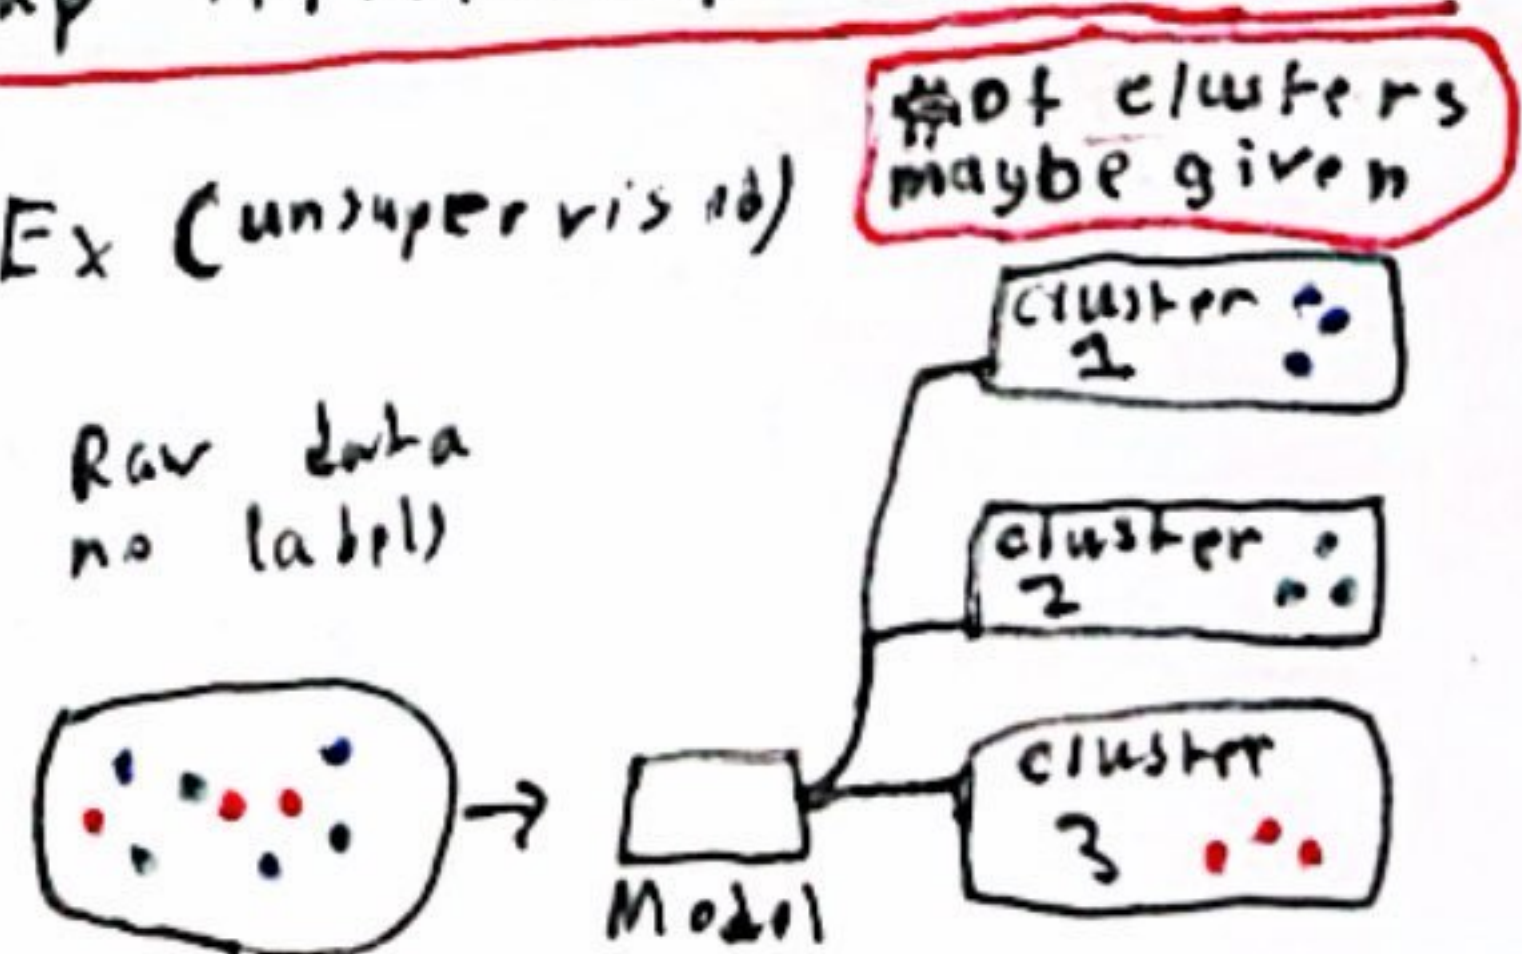 # of clusters
maybe given
Ex (unsupervised)
Raw data
no labels
cluster
1
cluster
2
cluster
3
Model